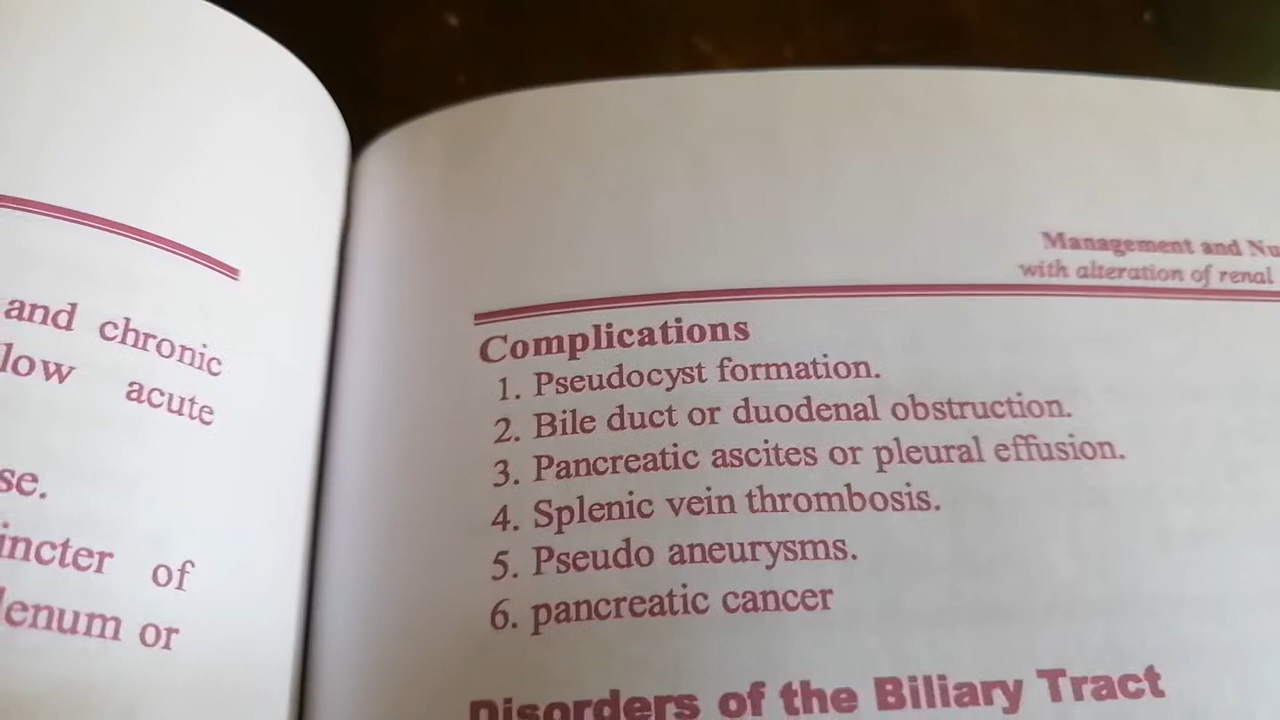 and chronic
low acute
se.
incter of
lenum or
Management and Nu
with alteration of renal
Complications
1. Pseudocyst formation.
2. Bile duct or duodenal obstruction.
3. Pancreatic ascites or pleural effusion.
4. Splenic vein thrombosis.
5. Pseudo aneurysms.
6. pancreatic cancer
Disorders of the Biliary Tract